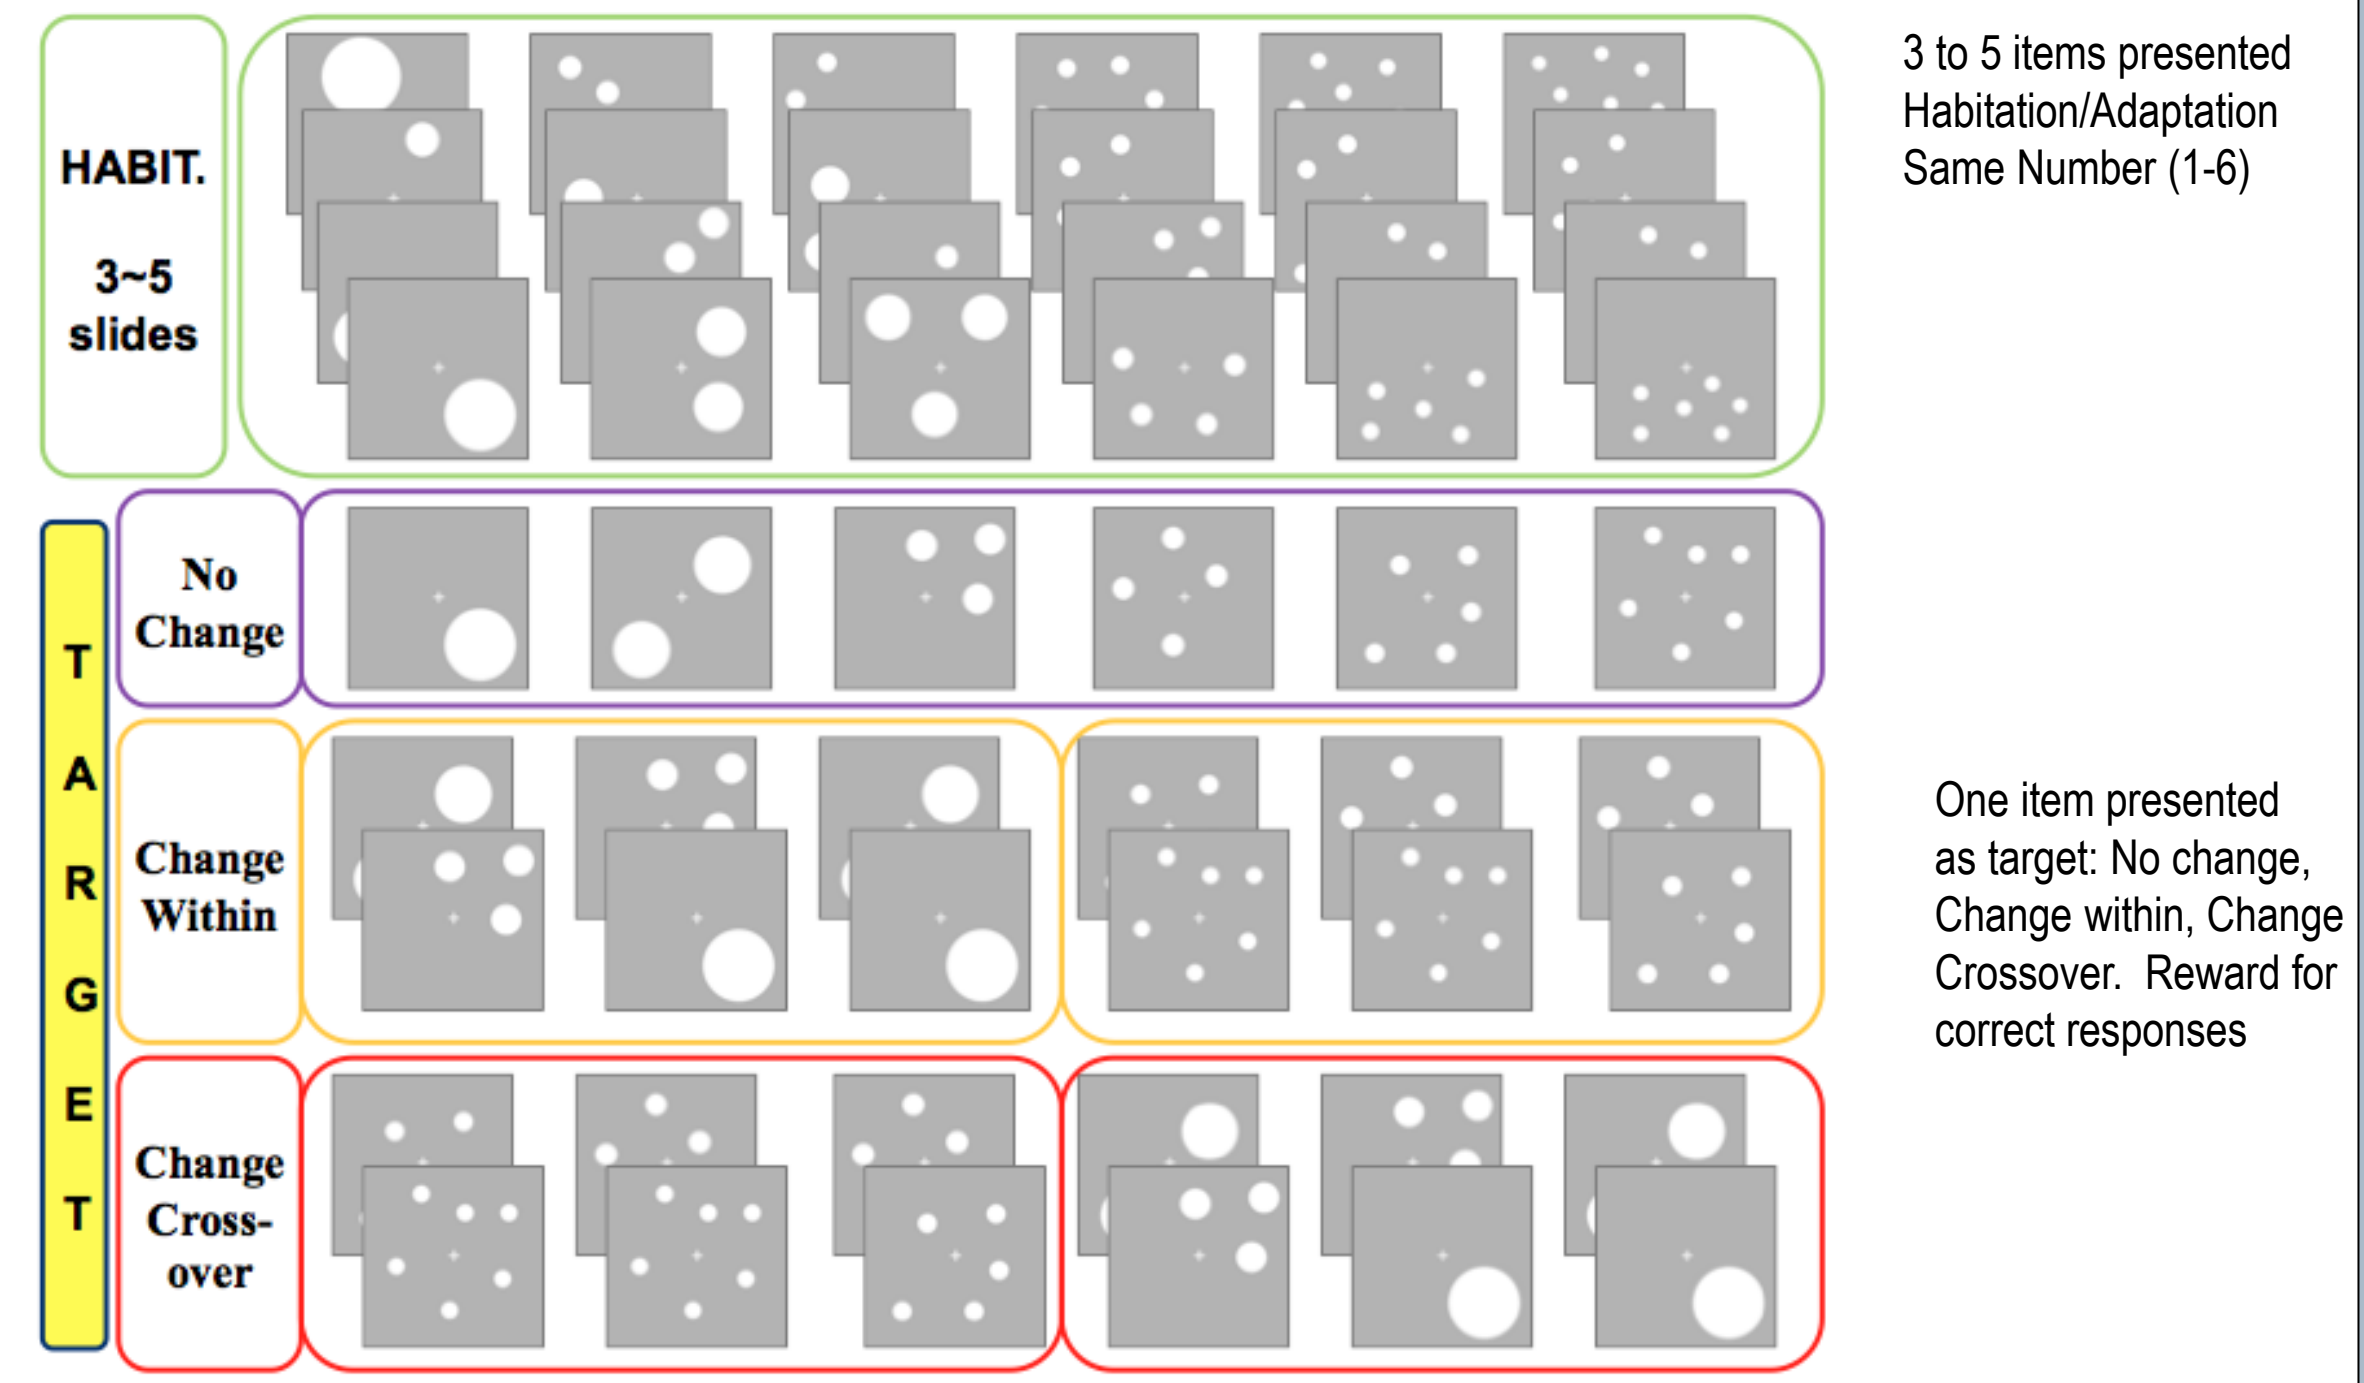 HABIT.
3~5
slides
3 to 5 items presented
Habitation/Adaptation
Same Number (1-6)
T
A
R
G
E
T
No
Change
Change
Within
Change
Cross-
over
One item presented
as target: No change,
Change within, Change
Crossover.  Reward for
correct responses